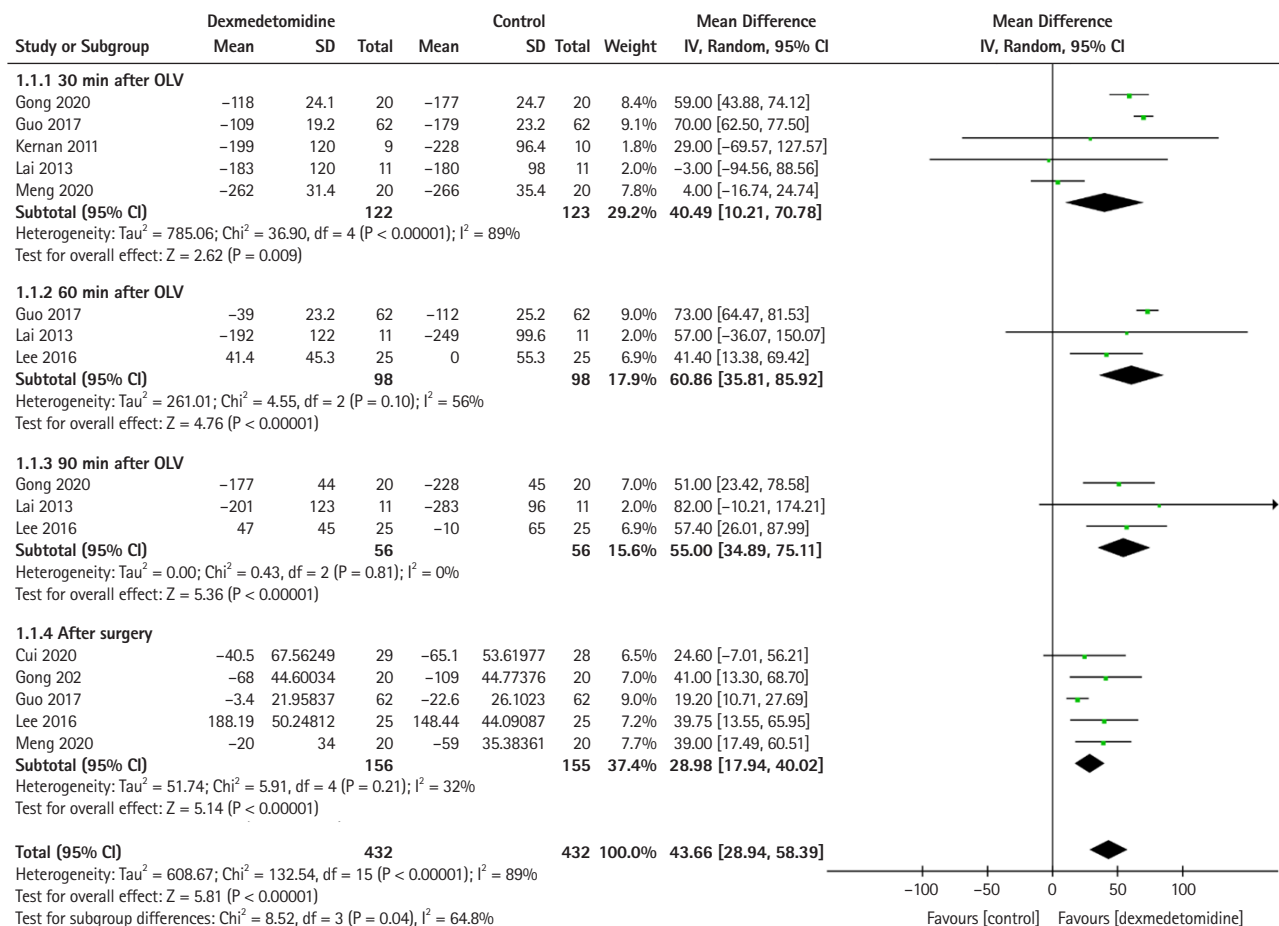 Dexmedetomidine Control Mean Difference Mean Difference
Study or Subgroup Mean SD Total Mean SD Total Weight IV, Random, 95% CI IV, Random, 95% CI
1.1.1 30 min after OLV
Gong 2020 −118 24.1 20 −177 24.7 20 8.4% 59.00 [43.88, 74.12]
Guo 2017 −109 19.2 62 −179 23.2 62 9.1% 70.00 [62.50, 77.50]
Kernan 2011 −199 120 9 −228 96.4 10 1.8% 29.00 [−69.57, 127.57]
Lai 2013 −183 120 11 −180 98 11 2.0% −3.00 [−94.56, 88.56]
Meng 2020 −262 31.4 20 −266 35.4 20 7.8% 4.00 [−16.74, 24.74]
Subtotal (95% CI) 122 123 29.2% 40.49 [10.21, 70.78]
Heterogeneity: Tau² = 785.06; Chi² = 36.90, df = 4 (P < 0.00001); I² = 89%
Test for overall effect: Z = 2.62 (P = 0.009)
1.1.2 60 min after OLV
Guo 2017 −39 23.2 62 −112 25.2 62 9.0% 73.00 [64.47, 81.53]
Lai 2013 −192 122 11 −249 99.6 11 2.0% 57.00 [−36.07, 150.07]
Lee 2016 41.4 45.3 25 0 55.3 25 6.9% 41.40 [13.38, 69.42]
Subtotal (95% CI) 98 98 17.9% 60.86 [35.81, 85.92]
Heterogeneity: Tau² = 261.01; Chi² = 4.55, df = 2 (P = 0.10); I² = 56%
Test for overall effect: Z = 4.76 (P < 0.00001)
1.1.3 90 min after OLV
Gong 2020 −177 44 20 −228 45 20 7.0% 51.00 [23.42, 78.58]
Lai 2013 −201 123 11 −283 96 11 2.0% 82.00 [−10.21, 174.21]
Lee 2016 47 45 25 −10 65 25 6.9% 57.40 [26.01, 87.99]
Subtotal (95% CI) 56 56 15.6% 55.00 [34.89, 75.11]
Heterogeneity: Tau² = 0.00; Chi² = 0.43, df = 2 (P = 0.81); I² = 0%
Test for overall effect: Z = 5.36 (P < 0.00001)
1.1.4 After surgery
Cui 2020 −40.5 67.56249 29 −65.1 53.61977 28 6.5% 24.60 [−7.01, 56.21]
Gong 202 −68 44.60034 20 −109 44.77376 20 7.0% 41.00 [13.30, 68.70]
Guo 2017 −3.4 21.95837 62 −22.6 26.1023 62 9.0% 19.20 [10.71, 27.69]
Lee 2016 188.19 50.24812 25 148.44 44.09087 25 7.2% 39.75 [13.55, 65.95]
Meng 2020 −20 34 20 −59 35.38361 20 7.7% 39.00 [17.49, 60.51]
Subtotal (95% CI) 156 155 37.4% 28.98 [17.94, 40.02]
Heterogeneity: Tau² = 51.74; Chi² = 5.91, df = 4 (P = 0.21); I² = 32%
Test for overall effect: Z = 5.14 (P < 0.00001)
Total (95% CI) 432 432 100.0% 43.66 [28.94, 58.39]
Heterogeneity: Tau² = 608.67; Chi² = 132.54, df = 15 (P < 0.00001); I² = 89%
Test for overall effect: Z = 5.81 (P < 0.00001)
Test for subgroup differences: Chi² = 8.52, df = 3 (P = 0.04), I² = 64.8%
−100 −50 0 50 100
Favours [control] Favours [dexmedetomidine]